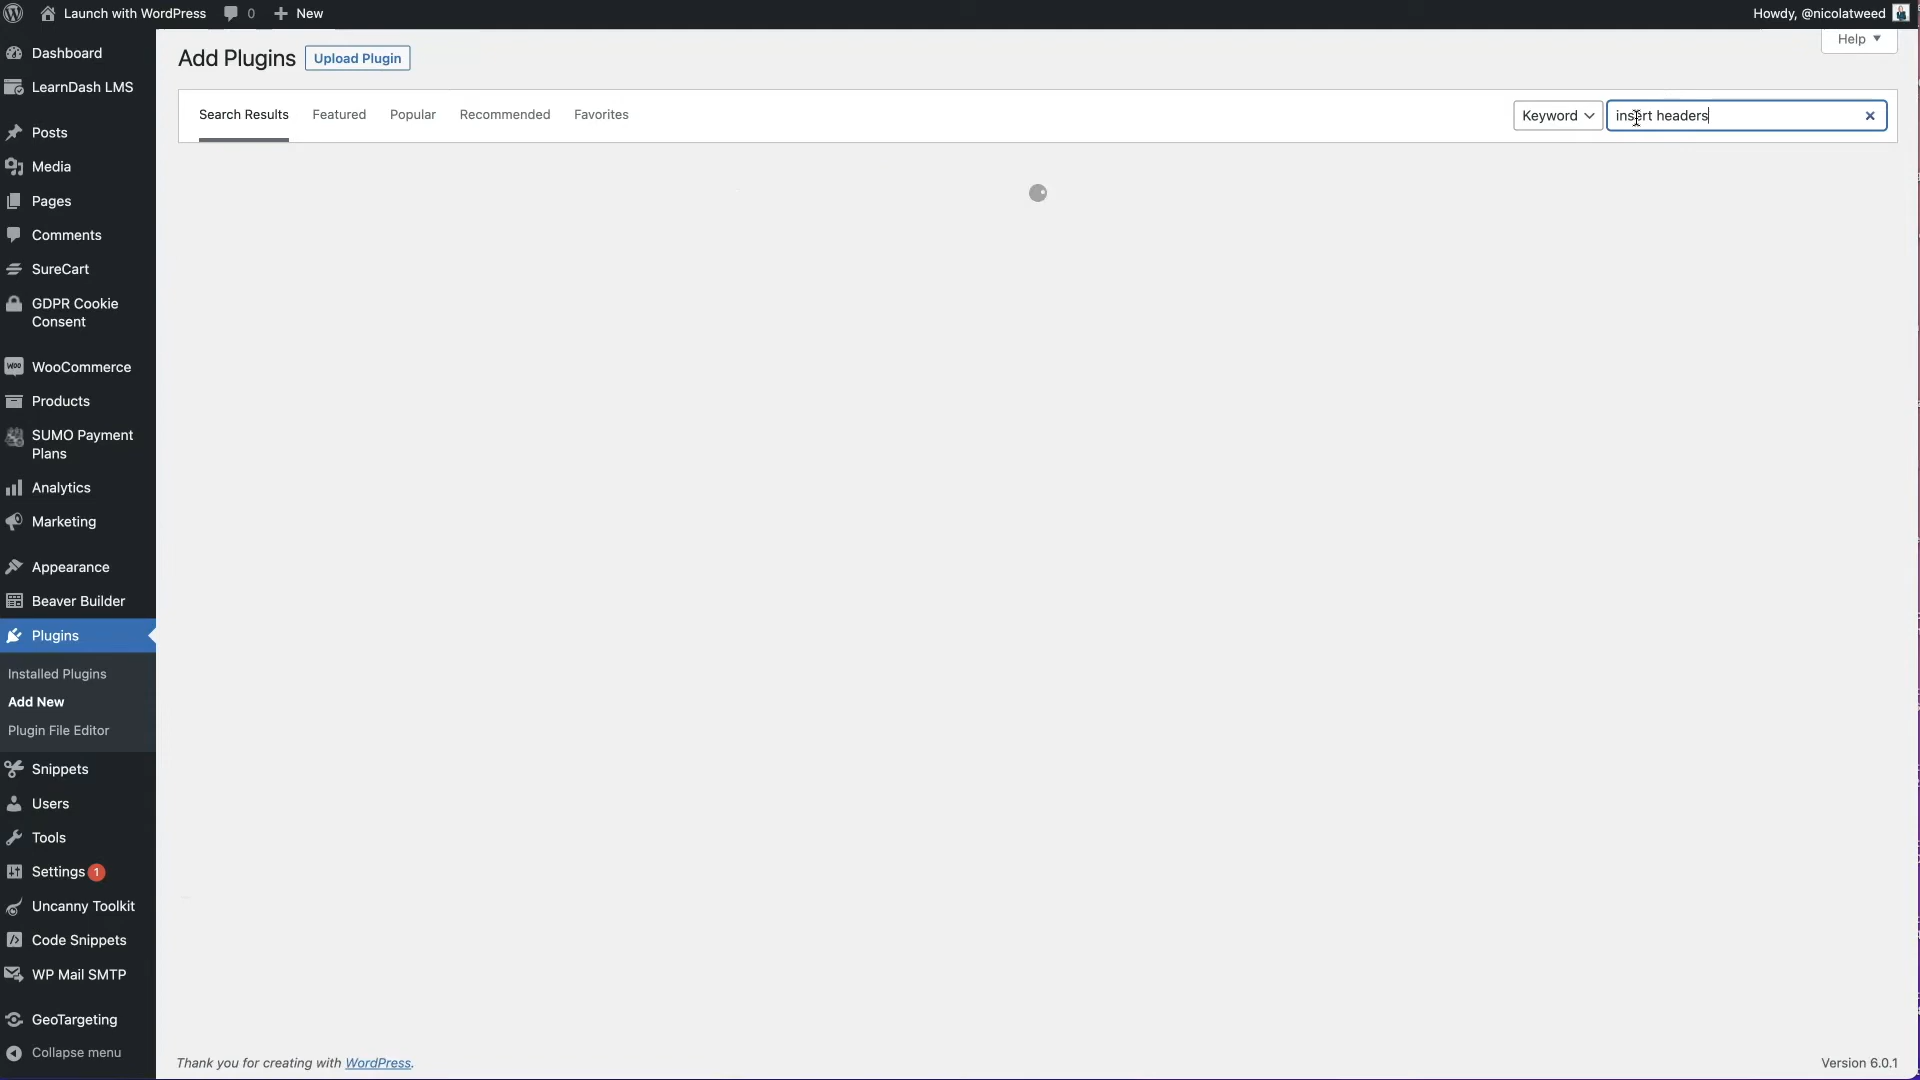 Launch with WordPress 0 New Howdy, @nicolatweed
Dashboard
LearnDash LMS
Posts
Media
Pages
Comments
SureCart
GDPR Cookie
Consent
WooCommerce
Products
SUMO Payment
Plans
Analytics
Marketing
Appearance
Beaver Builder
Plugins
Installed Plugins
Add New
Plugin File Editor
Snippets
Users
Tools
Settings 1
Uncanny Toolkit
Code Snippets
WP Mail SMTP
GeoTargeting
Collapse menu
Help
Add Plugins Upload Plugin
Search Results Featured Popular Recommended Favorites Keyword insert headers
Thank you for creating with WordPress. Version 6.0.1